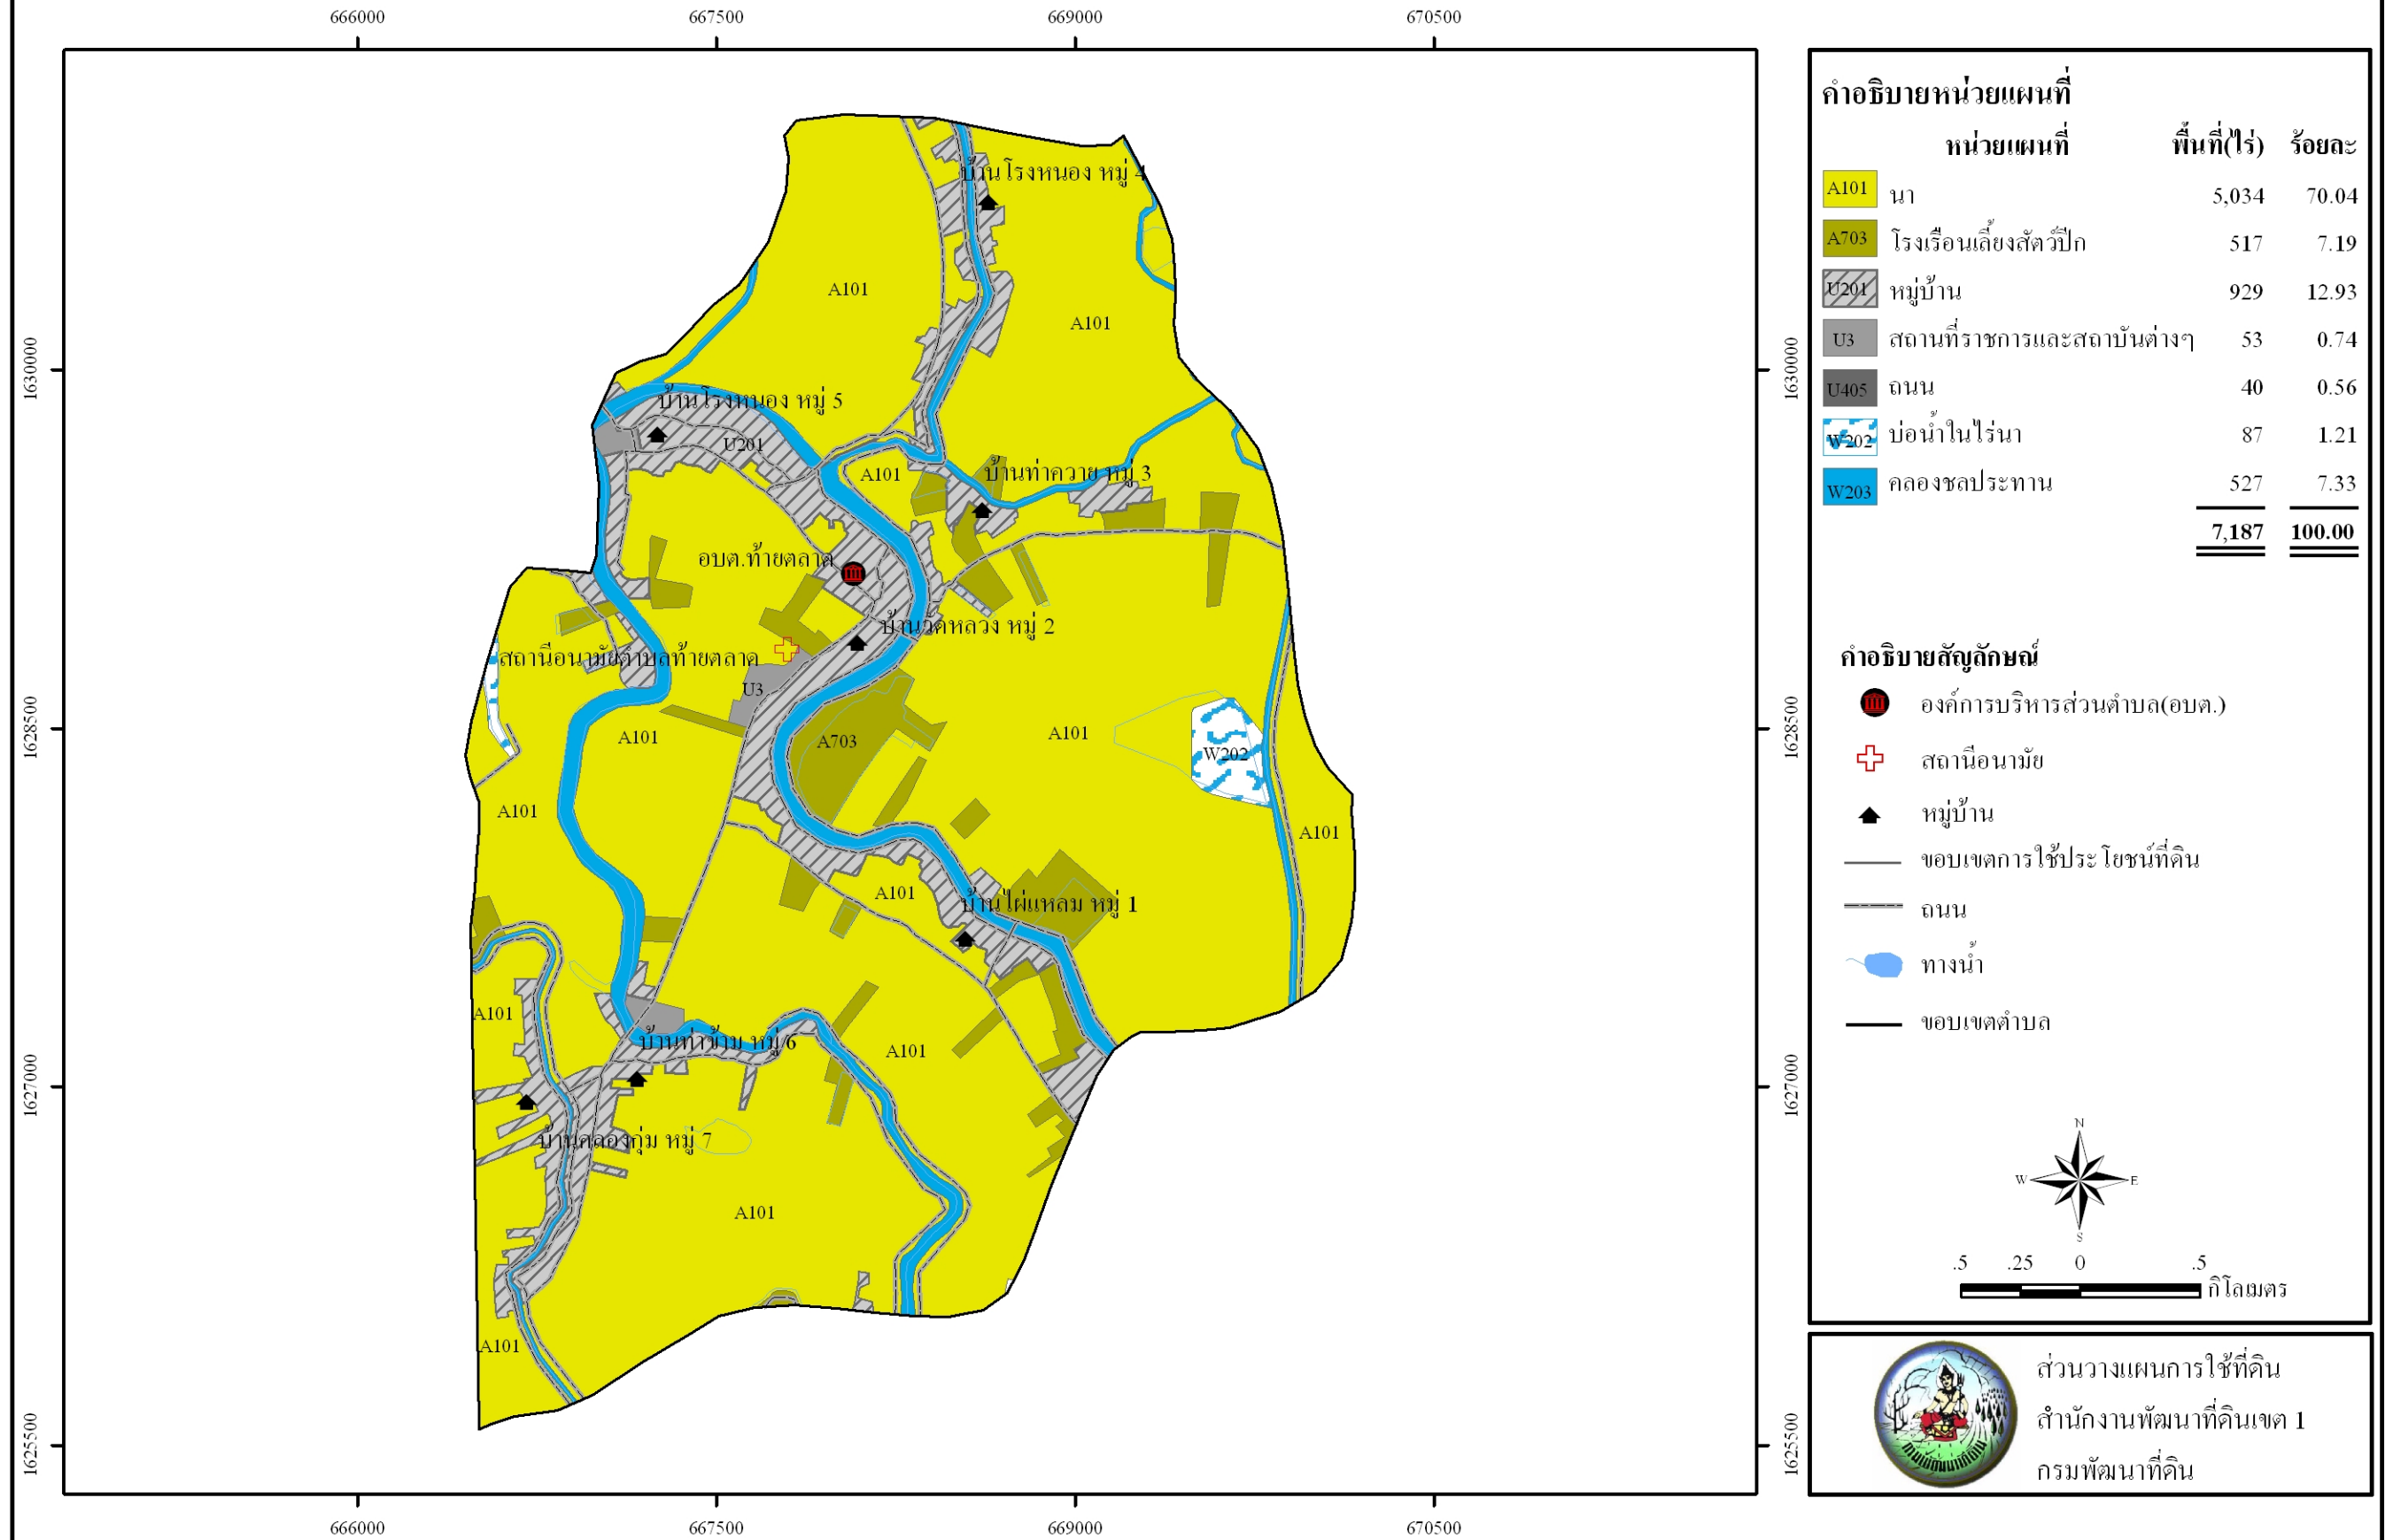 666000 667500 669000 670500
1630000 1630000
1628500 1628500
1627000 1627000
1625500 1625500
บ้านโรงหนอง หมู่ 4
A101
A101
บ้านโรงหนอง หมู่ 5
U201
A101
บ้านท่าควาย หมู่ 3
อบต.ท้ายตลาด
บ้านวัดหลวง หมู่ 2
สถานีอนามัยตำบลท้ายตลาด
U3
A101
A703
A101
W202
A101
A101
A101
บ้านไผ่แหลม หมู่ 1
A101
บ้านท่าข้าม หมู่ 6
A101
บ้านคลองกุ่ม หมู่ 7
A101
A101
666000 667500 669000 670500
คำอธิบายหน่วยแผนที่
หน่วยแผนที่ พื้นที่(ไร่) ร้อยละ
A101 นา 5,034 70.04
A703 โรงเรือนเลี้ยงสัตว์ปีก 517 7.19
U201 หมู่บ้าน 929 12.93
U3 สถานที่ราชการและสถาบันต่างๆ 53 0.74
U405 ถนน 40 0.56
W202 บ่อน้ำในไร่นา 87 1.21
W203 คลองชลประทาน 527 7.33
7,187 100.00
คำอธิบายสัญลักษณ์
องค์การบริหารส่วนตำบล(อบต.)
สถานีอนามัย
หมู่บ้าน
ขอบเขตการใช้ประโยชน์ที่ดิน
ถนน
ทางน้ำ
ขอบเขตตำบล
N
W E
S
.5 .25 0 .5
กิโลเมตร
กรมพัฒนาที่ดิน
ส่วนวางแผนการใช้ที่ดิน
สำนักงานพัฒนาที่ดินเขต 1
กรมพัฒนาที่ดิน